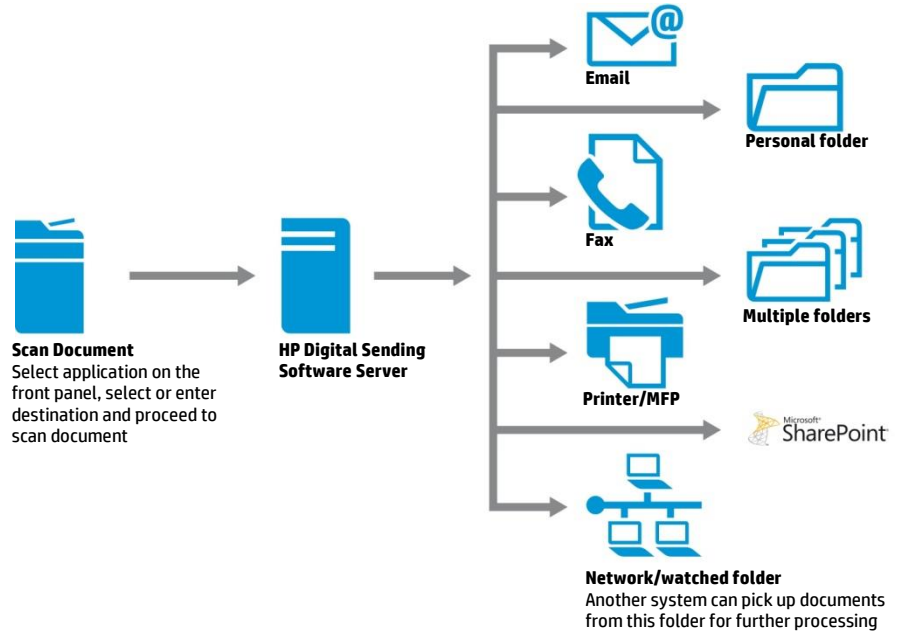 @
Email
Personal folder
Fax
Multiple folders
Scan Document
Select application on the
front panel, select or enter
destination and proceed to
scan document
HP Digital Sending
Software Server
Printer/MFP
Microsoft®
SharePoint
Network/watched folder
Another system can pick up documents
from this folder for further processing